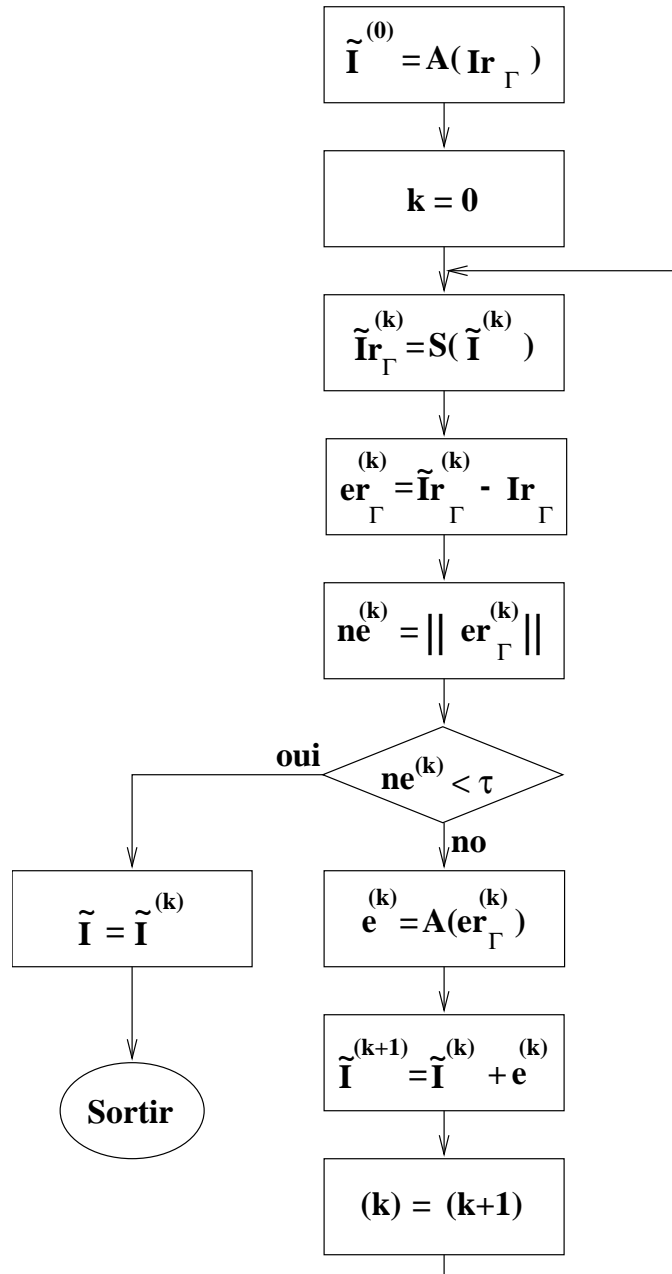 Ĩ^(0) = A( Ir_Γ )
k = 0
Ĩr_Γ^(k) = S( Ĩ^(k) )
er_Γ^(k) = Ĩr_Γ^(k) - Ir_Γ
ne^(k) = || er_Γ^(k) ||
oui
ne^(k) < τ
no
Ĩ = Ĩ^(k)
e^(k) = A(er_Γ^(k) )
Sortir
Ĩ^(k+1) = Ĩ^(k) + e^(k)
(k) = (k+1)